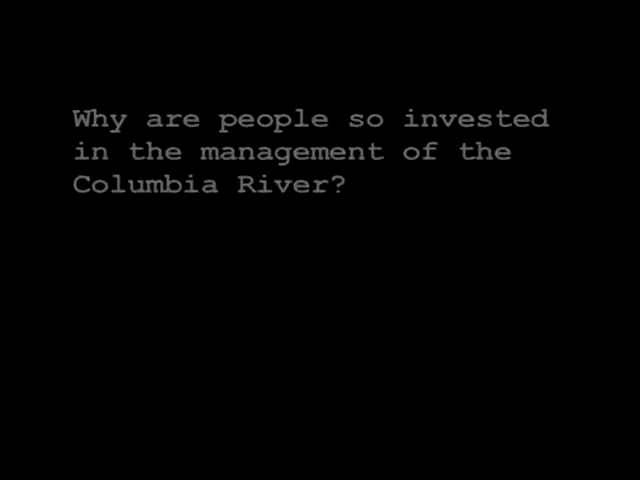 Why are people so invested
in the management of the
Columbia River?